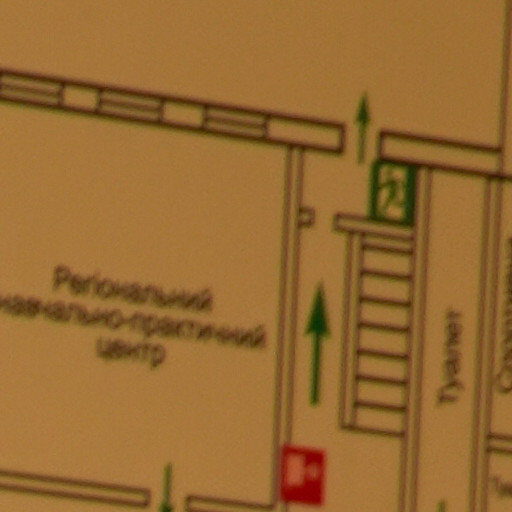 Регіональний
навчально-практичний
центр
Туалет